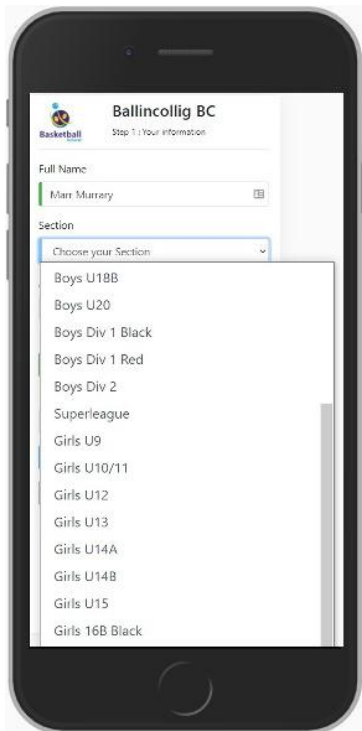 Ballincollig BC
Basketball
Step 1 : Your information
Full Name
Marr Murrary
Section
Choose your Section
Boys U18B
Boys U20
Boys Div 1 Black
Boys Div 1 Red
Boys Div 2
Superleague
Girls U9
Girls U10/11
Girls U12
Girls U13
Girls U14A
Girls U14B
Girls U15
Girls 16B Black